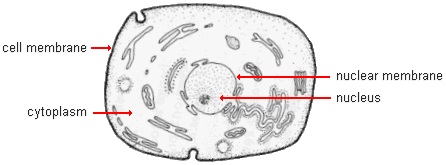 cell membrane
nuclear membrane
nucleus
cytoplasm